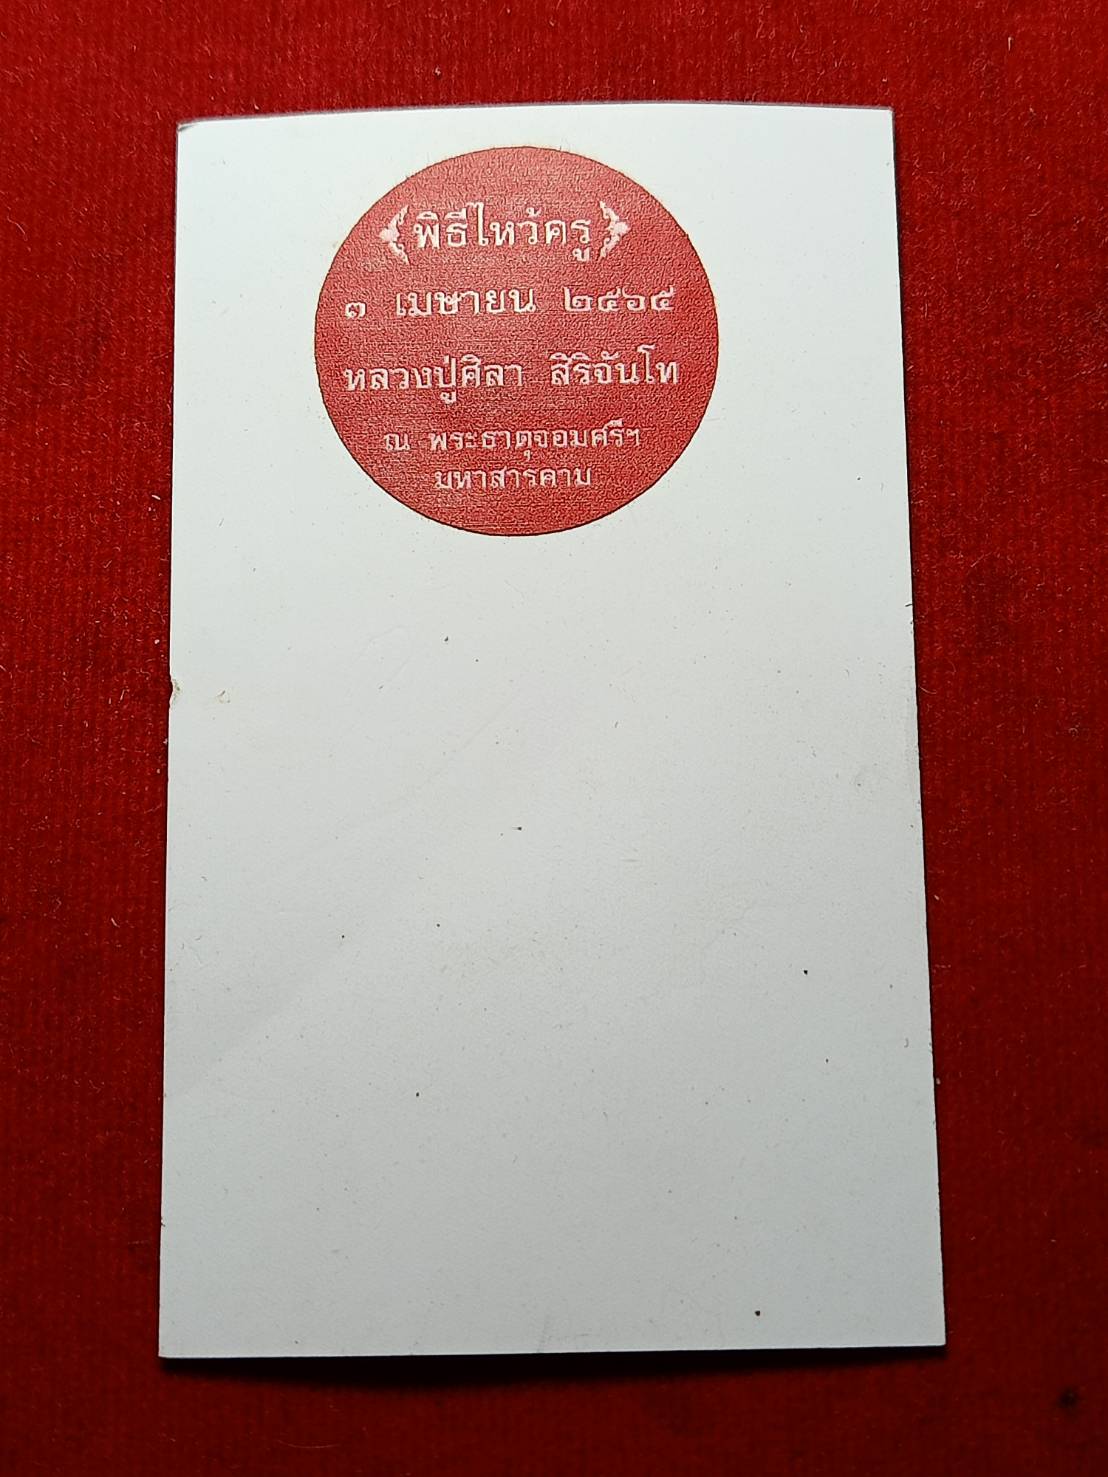 พิธีไหว้ครู
๓ เมษายน ๒๕๖๕
หลวงปู่ศิลา สิริจันโท
ณ พระธาตุจอมศรีฯ
มหาสารคาม